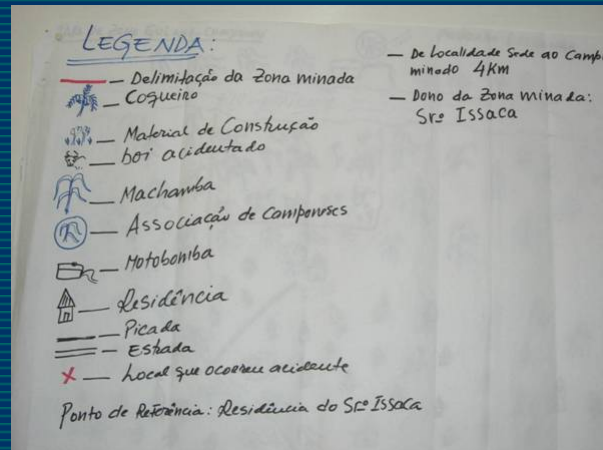 LEGENDA:
— Delimitação da Zona minada
— Coqueiro
— Material de Construção
— boi acidentado
— Machamba
— Associação de Camponeses
— Motobomba
— Residência
— Picada
— Estrada
— Local que ocorreu acidente
Ponto de Referência: Residência do Srº Issaca
— De Localidade Sede ao Campo
minado 4Km
— Dono da Zona minada:
Srº Issaca